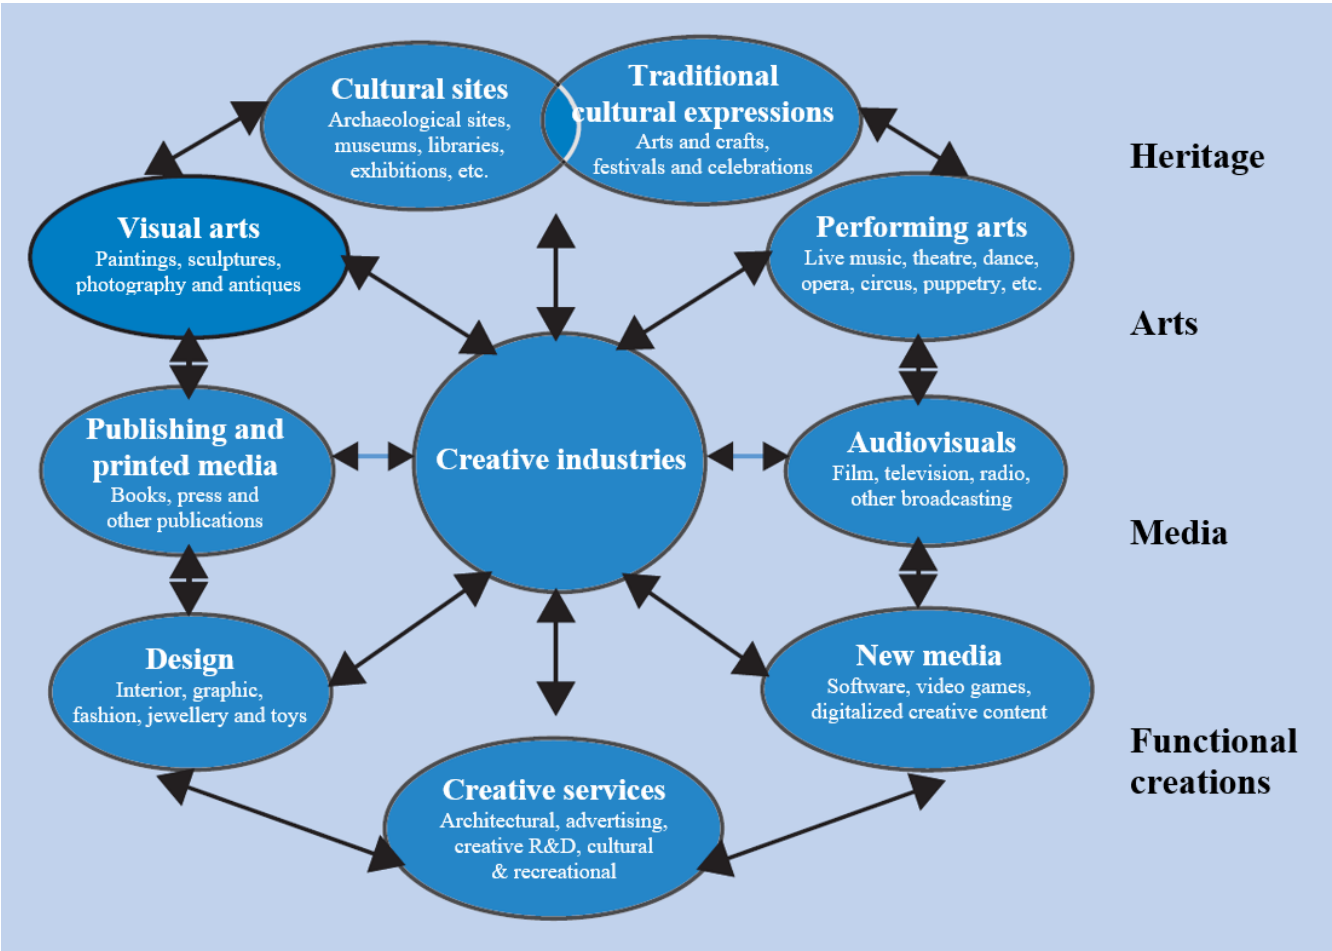 Cultural sites
Archaeological sites,
museums, libraries,
exhibitions, etc.
Traditional
cultural expressions
Arts and crafts,
festivals and celebrations
Heritage
Visual arts
Paintings, sculptures,
photography and antiques
Performing arts
Live music, theatre, dance,
opera, circus, puppetry, etc.
Arts
Publishing and
printed media
Books, press and
other publications
Creative industries
Audiovisuals
Film, television, radio,
other broadcasting
Media
Design
Interior, graphic,
fashion, jewellery and toys
New media
Software, video games,
digitalized creative content
Functional
creations
Creative services
Architectural, advertising,
creative R&D, cultural
& recreational